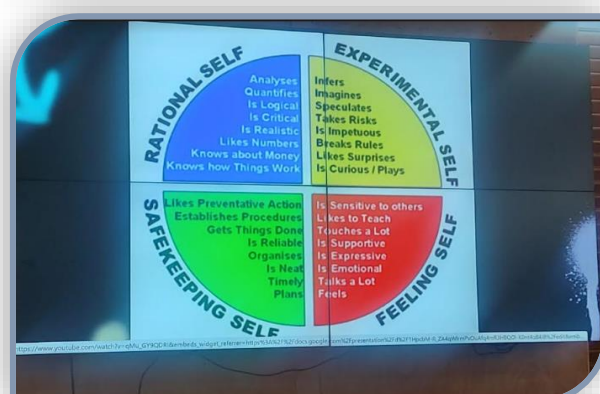 RATIONAL SELF
Analyses
Quantifies
Is Logical
Is Critical
Is Realistic
Likes Numbers
Knows about Money
Knows how Things Work
EXPERIMENTAL SELF
Infers
Imagines
Speculates
Takes Risks
Is Impetuous
Breaks Rules
Likes Surprises
Is Curious / Plays
SAFEKEEPING SELF
Likes Preventative Action
Establishes Procedures
Gets Things Done
Is Reliable
Organises
Is Neat
Timely
Plans
FEELING SELF
Is Sensitive to others
Likes to Teach
Touches a Lot
Is Supportive
Is Expressive
Is Emotional
Talks a Lot
Feels